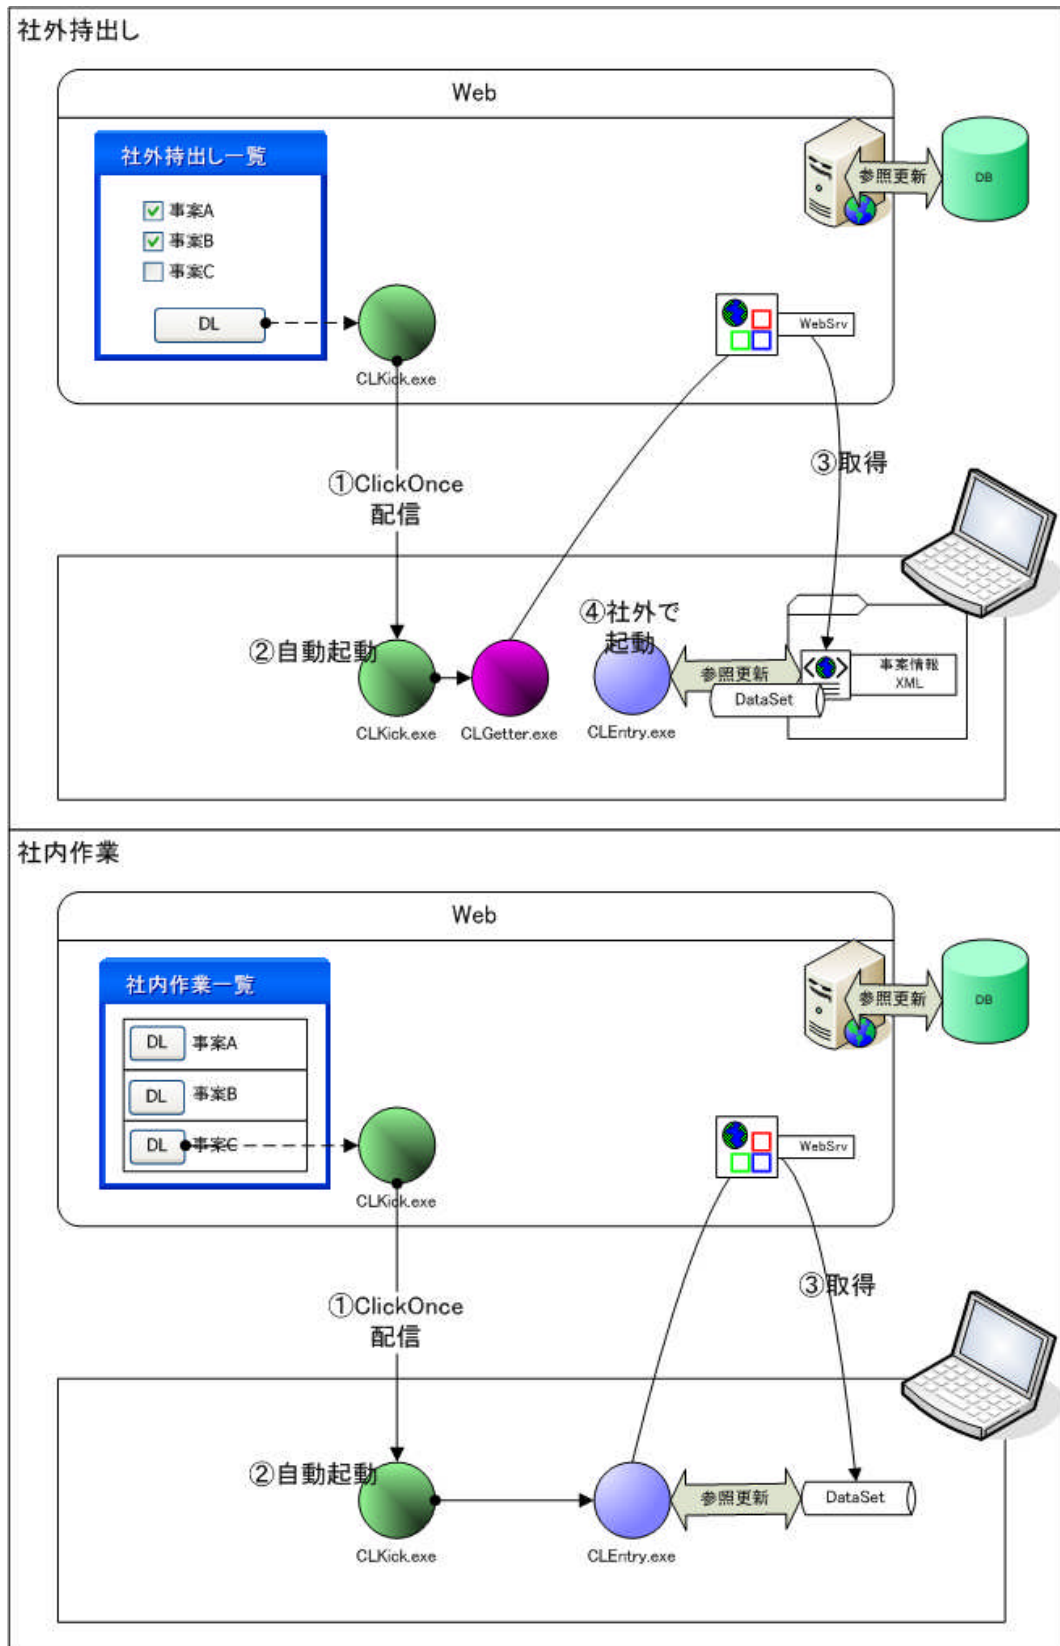 社外持出し
Web
社外持出し一覧
参照更新
DB
事案A
事案B
事案C
DL
WebSrv
CLKick.exe
③取得
①ClickOnce
配信
④社外で
起動
②自動起動
参照更新
事案情報
XML
DataSet
CLKick.exe
CLGetter.exe
CLEntry.exe
社内作業
Web
社内作業一覧
参照更新
DB
DL 事案A
DL 事案B
DL 事案C
WebSrv
CLKick.exe
③取得
①ClickOnce
配信
②自動起動
参照更新
DataSet
CLKick.exe
CLEntry.exe